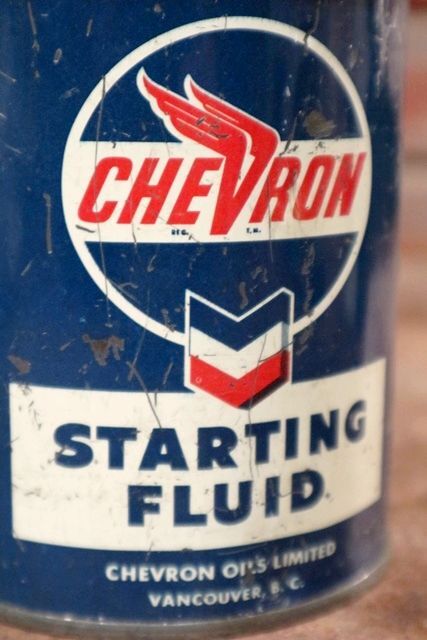 CHEVRON
REG. T.M.
STARTING
FLUID
CHEVRON OILS LIMITED
VANCOUVER, B. C.